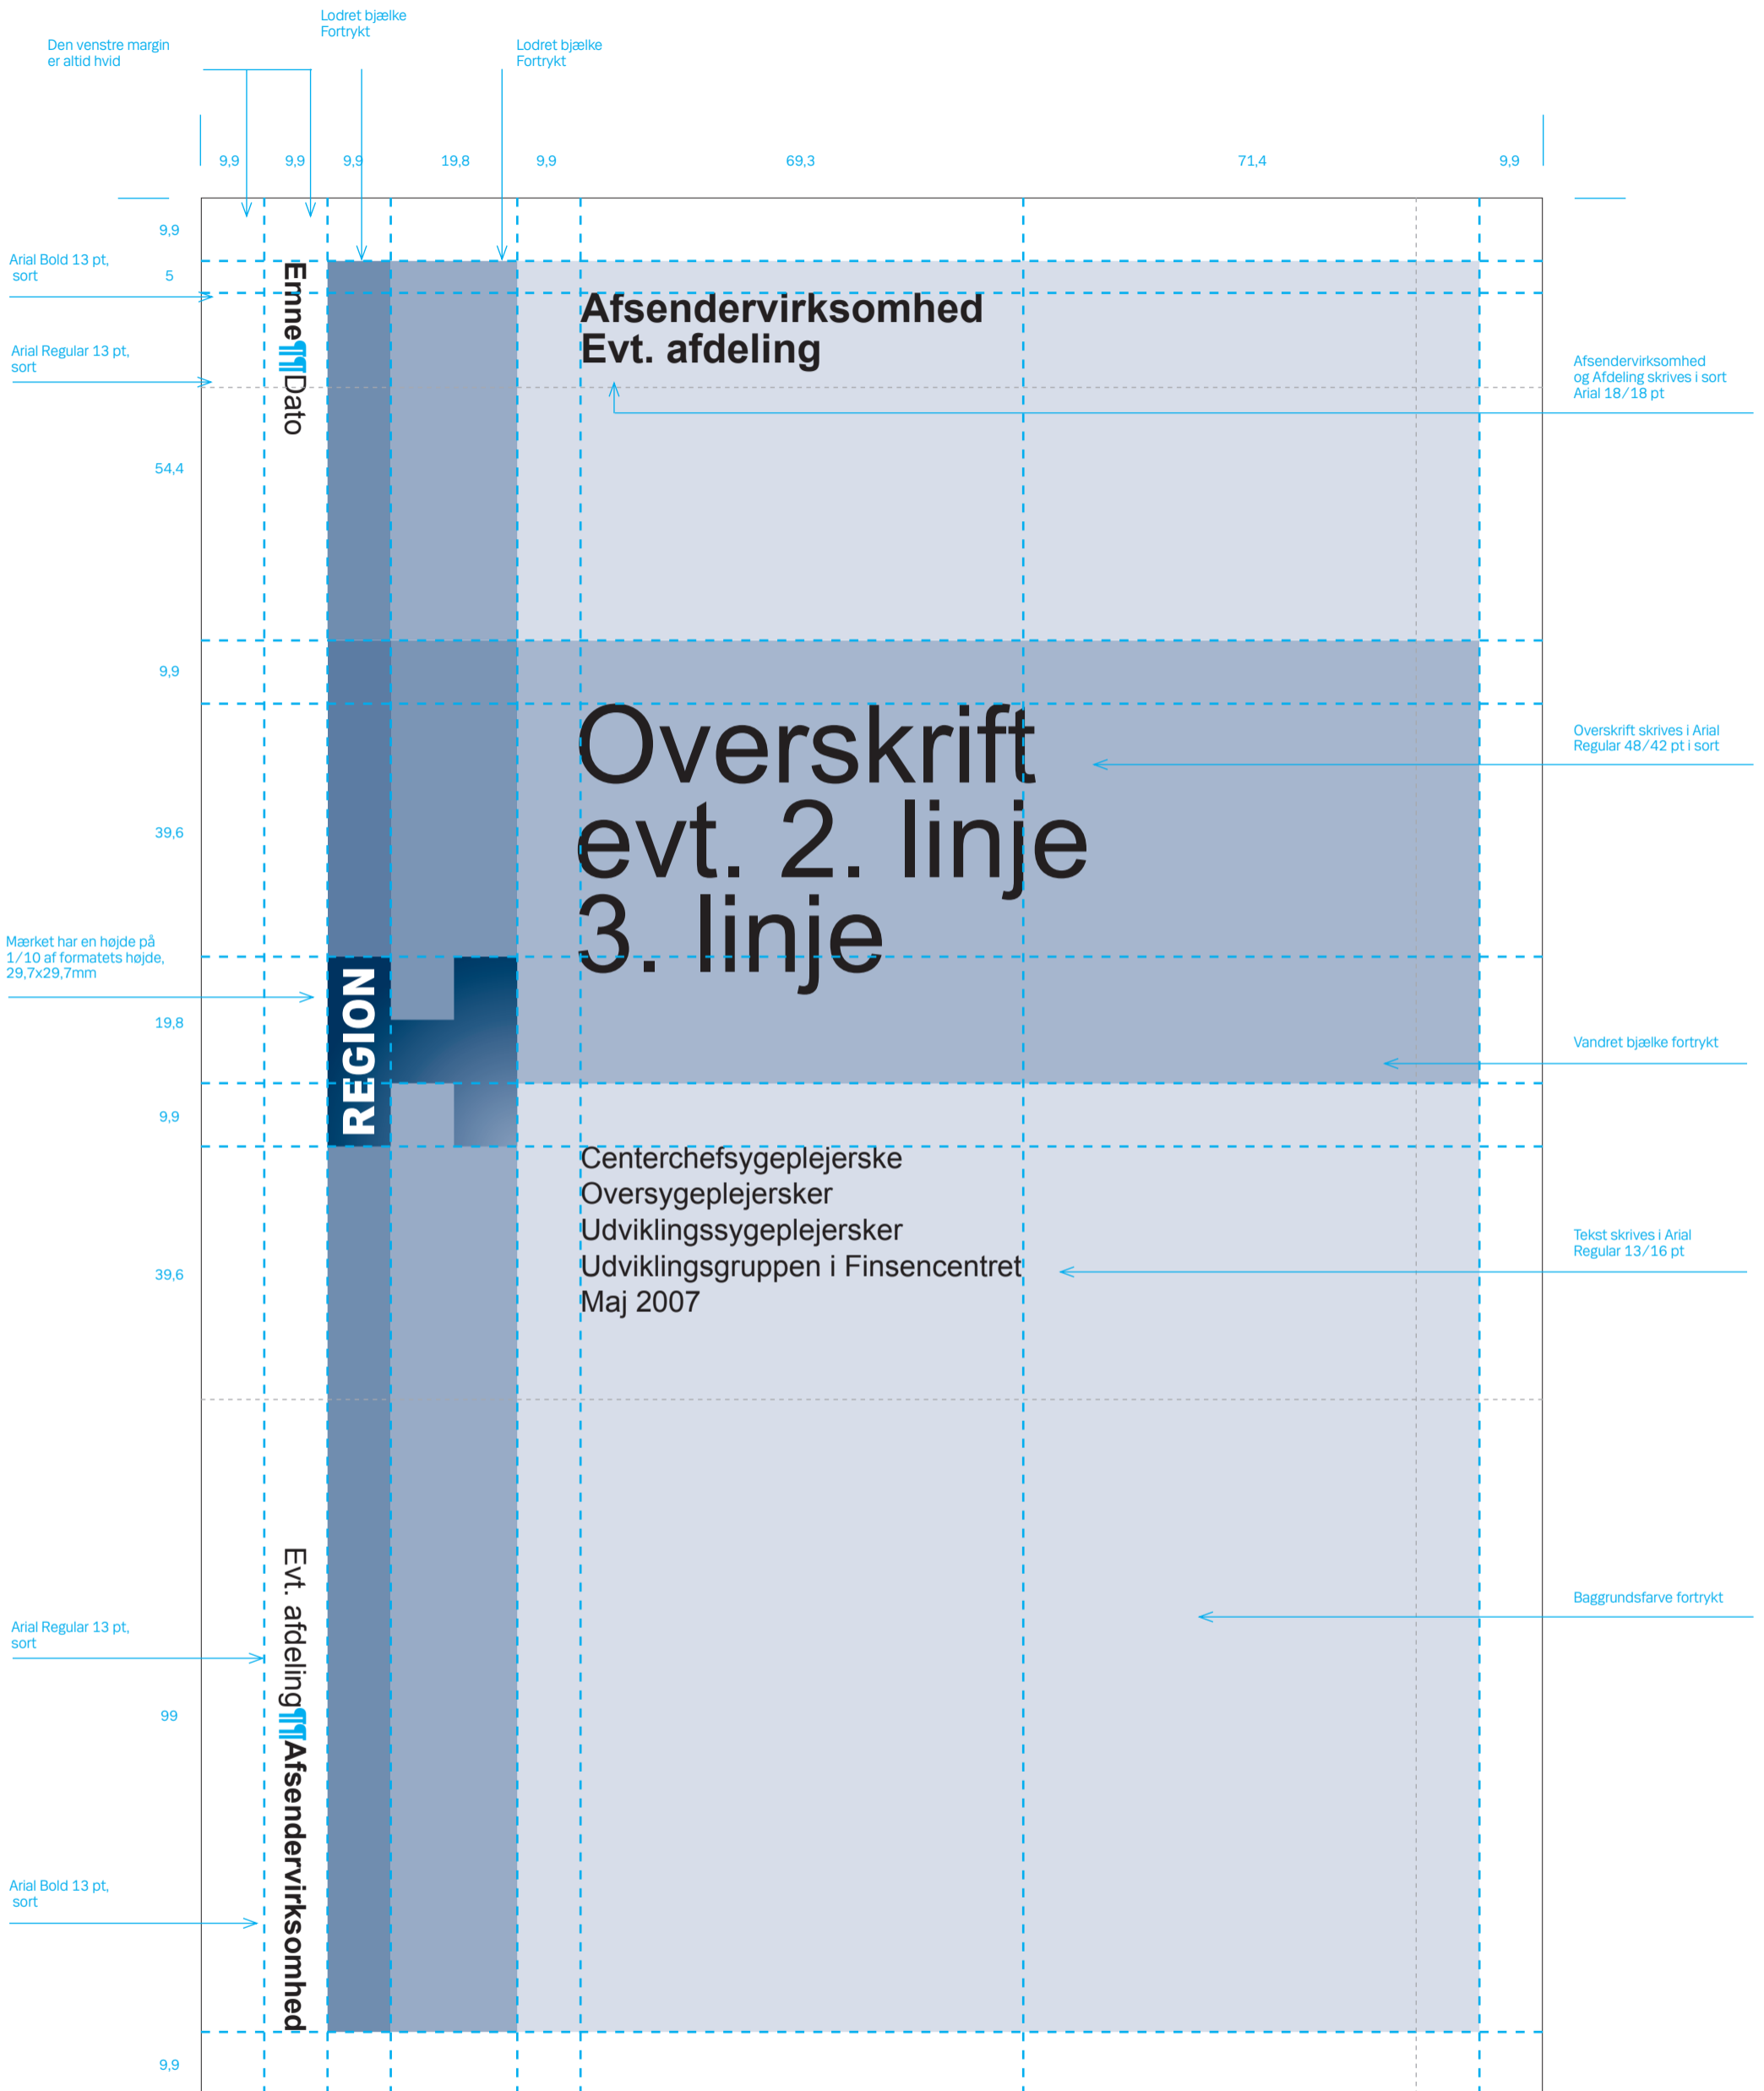 Lodret bjælke
Fortrykt
Den venstre margin
er altid hvid
Lodret bjælke
Fortrykt
9,9
9,9
9,9
19,8
9,9
69,3
71,4
9,9
9,9
Arial Bold 13 pt,
sort
5
Arial Regular 13 pt,
sort
Emne¶¶Dato
Afsendervirksomhed
Evt. afdeling
Afsendervirksomhed
og Afdeling skrives i sort
Arial 18/18 pt
54,4
9,9
Overskrift
evt. 2. linje
3. linje
Overskrift skrives i Arial
Regular 48/42 pt i sort
39,6
Mærket har en højde på
1/10 af formatets højde,
29,7x29,7mm
REGION
19,8
Vandret bjælke fortrykt
9,9
Centerchefsygeplejerske
Oversygeplejersker
Udviklingssygeplejersker
Udviklingsgruppen i Finsencentret
Maj 2007
Tekst skrives i Arial
Regular 13/16 pt
39,6
Evt. afdeling¶¶Afsendervirksomhed
Baggrundsfarve fortrykt
Arial Regular 13 pt,
sort
99
Arial Bold 13 pt,
sort
9,9